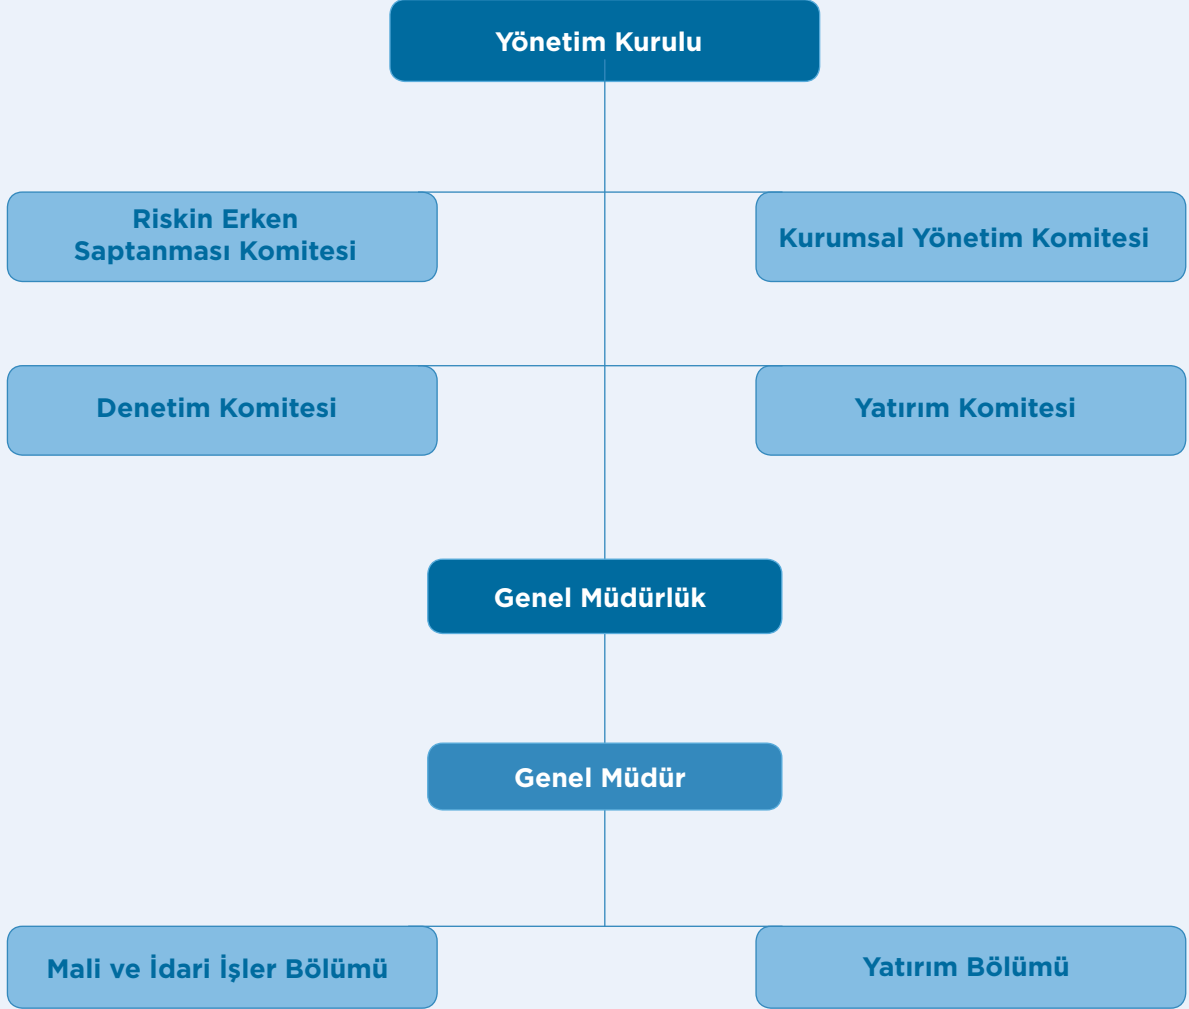 Yönetim Kurulu
Riskin Erken
Saptanması Komitesi
Kurumsal Yönetim Komitesi
Denetim Komitesi
Yatırım Komitesi
Genel Müdürlük
Genel Müdür
Mali ve İdari İşler Bölümü
Yatırım Bölümü